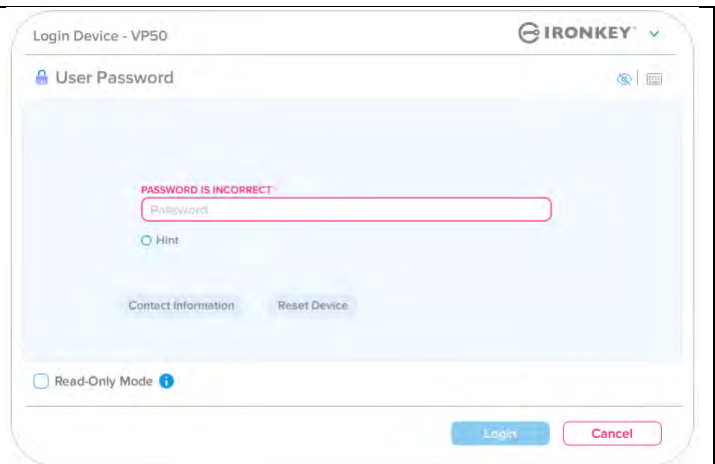 Login Device - VP50
IRONKEY
User Password
PASSWORD IS INCORRECT
Password
Hint
Contact Information
Reset Device
Read-Only Mode
Login
Cancel